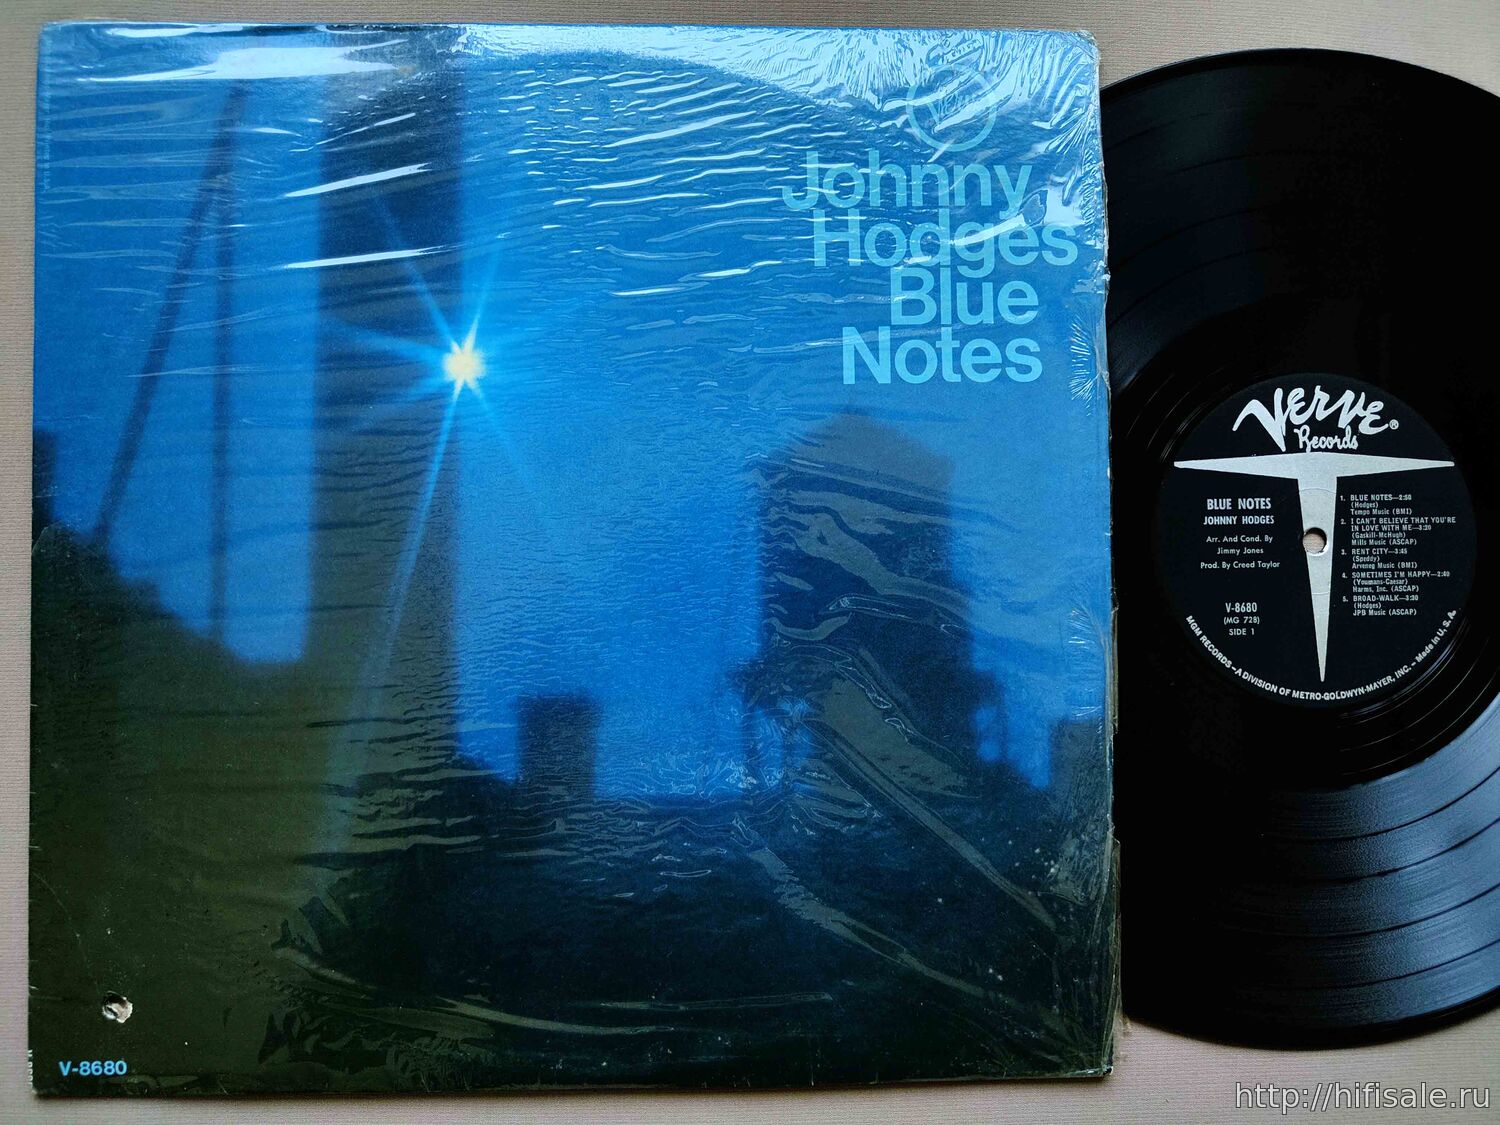 Johnny
Hodges
Blue
Notes
V-8680
VERVE®
Records
BLUE NOTES
JOHNNY HODGES
Arr. And Cond. By
Jimmy Jones
Prod. By Creed Taylor
V-8680
(MG 728)
SIDE 1
1. BLUE NOTES—2:50
(Hodges)
Tempo Music (BMI)
2. I CAN'T BELIEVE THAT YOU'RE
IN LOVE WITH ME—3:20
(Gaskill-McHugh)
Mills Music (ASCAP)
3. RENT CITY—3:45
(Speddy)
Arveneg Music (BMI)
4. SOMETIMES I'M HAPPY—2:40
(Youmans-Caesar)
Harms, Inc. (ASCAP)
5. BROAD-WALK—3:30
(Hodges)
JPB Music (ASCAP)
MGM RECORDS—A DIVISION OF METRO-GOLDWYN-MAYER, INC.—Made in U.S.A.
http://hifisale.ru